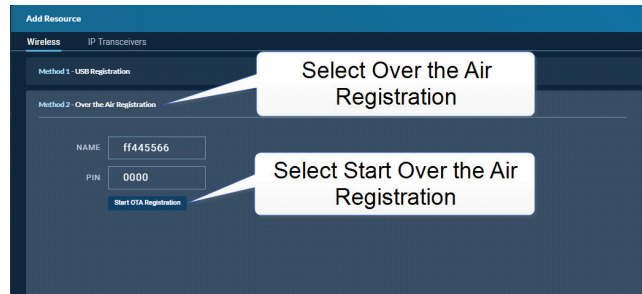 Add Resource
Wireless IP Transceivers
Method 1 - USB Registration
Select Over the Air
Registration
Method 2 - Over the Air Registration
NAME ff445566
PIN 0000
Start OTA Registration
Select Start Over the Air
Registration